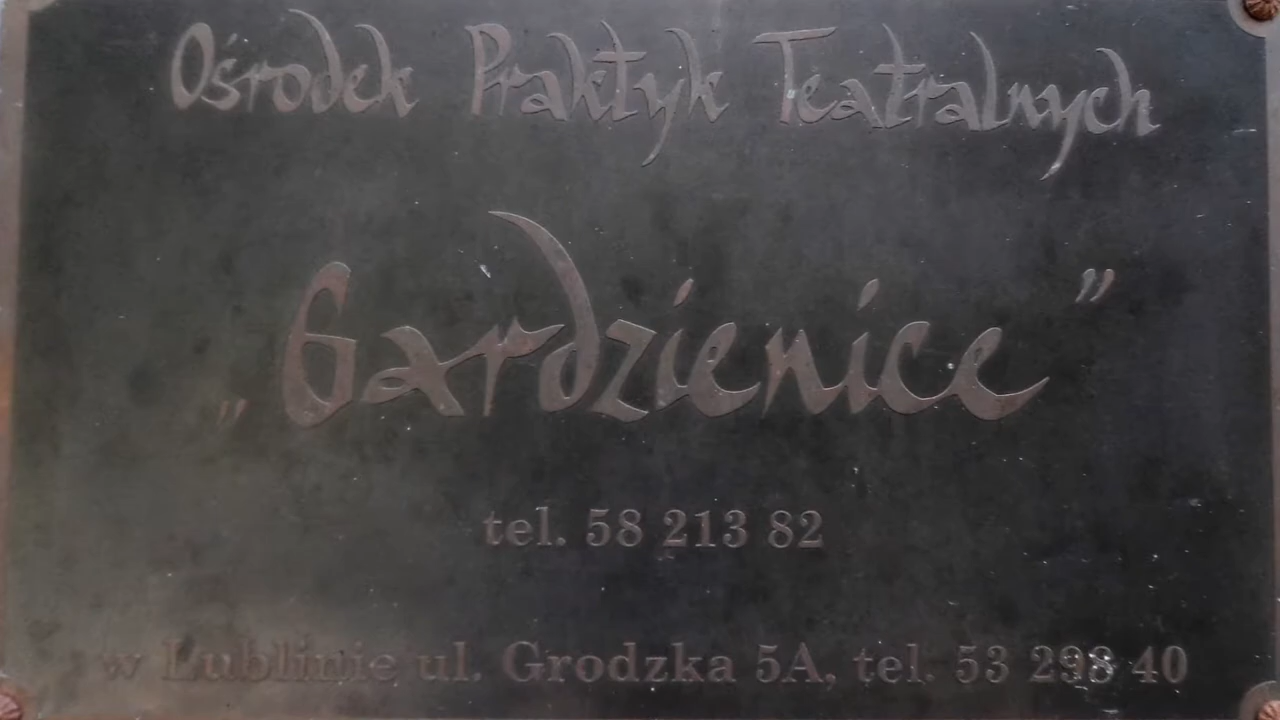 Ośrodek Praktyk Teatralnych
„Gardzienice”
tel. 58 213 82
w Lublinie ul. Grodzka 5A, tel. 53 298 40